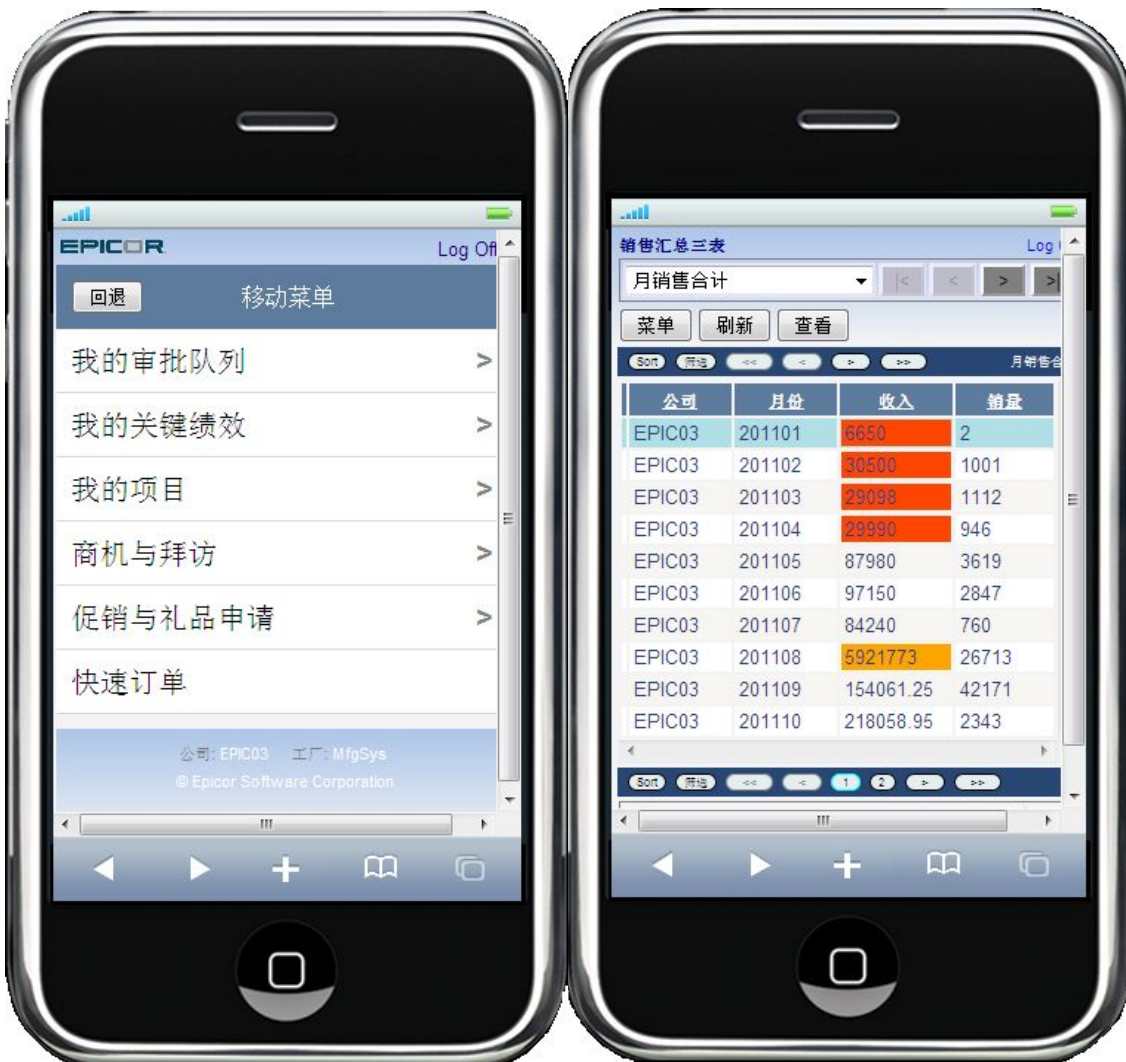 EPICOR Log Off
回退 移动菜单
我的审批队列 >
我的关键绩效 >
我的项目 >
商机与拜访 >
促销与礼品申请 >
快速订单
公司: EPIC03 工厂: MfgSys
© Epicor Software Corporation
销售汇总三表 Log
月销售合计 |< < > >|
菜单 刷新 查看
Sort 筛选 << < > >> 月销售合
公司 月份 收入 销量
EPIC03 201101 6650 2
EPIC03 201102 30500 1001
EPIC03 201103 29098 1112
EPIC03 201104 29990 946
EPIC03 201105 87980 3619
EPIC03 201106 97150 2847
EPIC03 201107 84240 760
EPIC03 201108 5921773 26713
EPIC03 201109 154061.25 42171
EPIC03 201110 218058.95 2343
Sort 筛选 << < 1 2 > >>